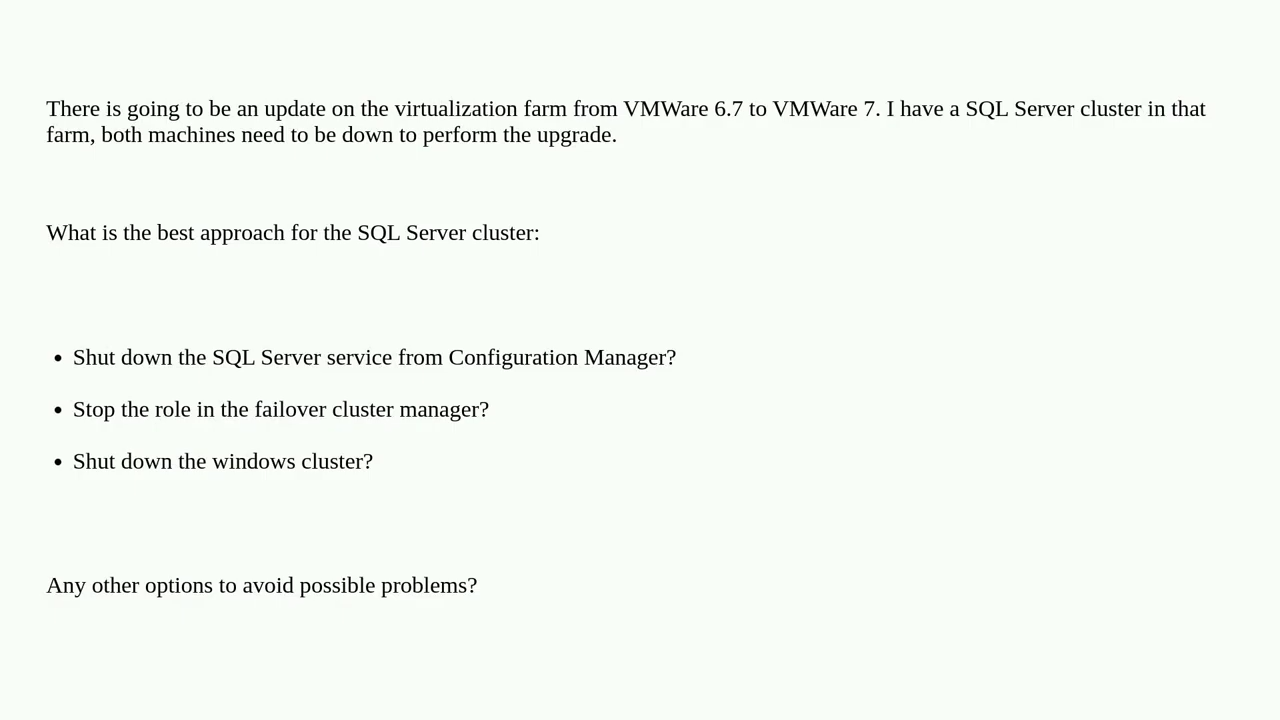 There is going to be an update on the virtualization farm from VMWare 6.7 to VMWare 7. I have a SQL Server cluster in that
farm, both machines need to be down to perform the upgrade.
What is the best approach for the SQL Server cluster:
• Shut down the SQL Server service from Configuration Manager?
• Stop the role in the failover cluster manager?
• Shut down the windows cluster?
Any other options to avoid possible problems?